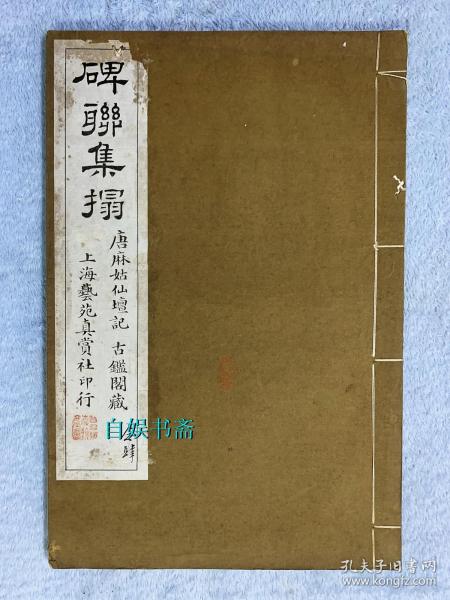 碑聯集搨
唐麻姑仙壇記 古鑑閣藏
上海藝苑真賞社印行
自娱书斋
孔夫子旧书网
www.kongfz.com